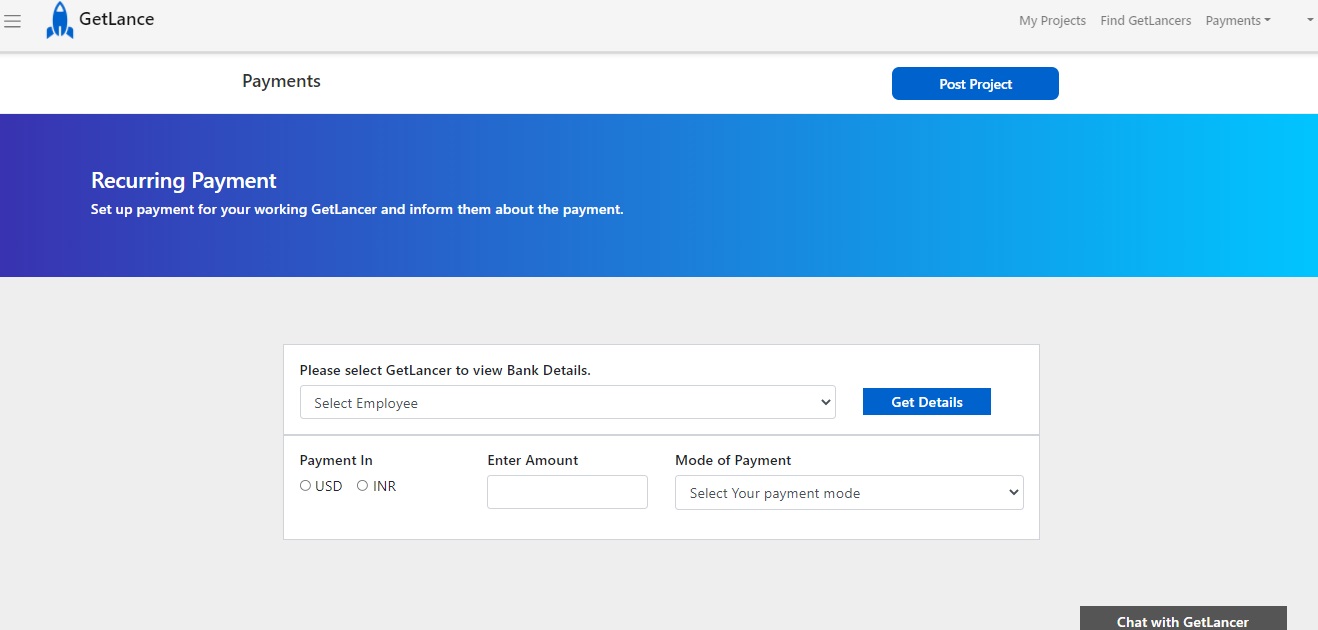 GetLance
My Projects Find GetLancers Payments
Payments
Post Project
Recurring Payment
Set up payment for your working GetLancer and inform them about the payment.
Please select GetLancer to view Bank Details.
Select Employee
Get Details
Payment In
USD INR
Enter Amount
Mode of Payment
Select Your payment mode
Chat with GetLancer